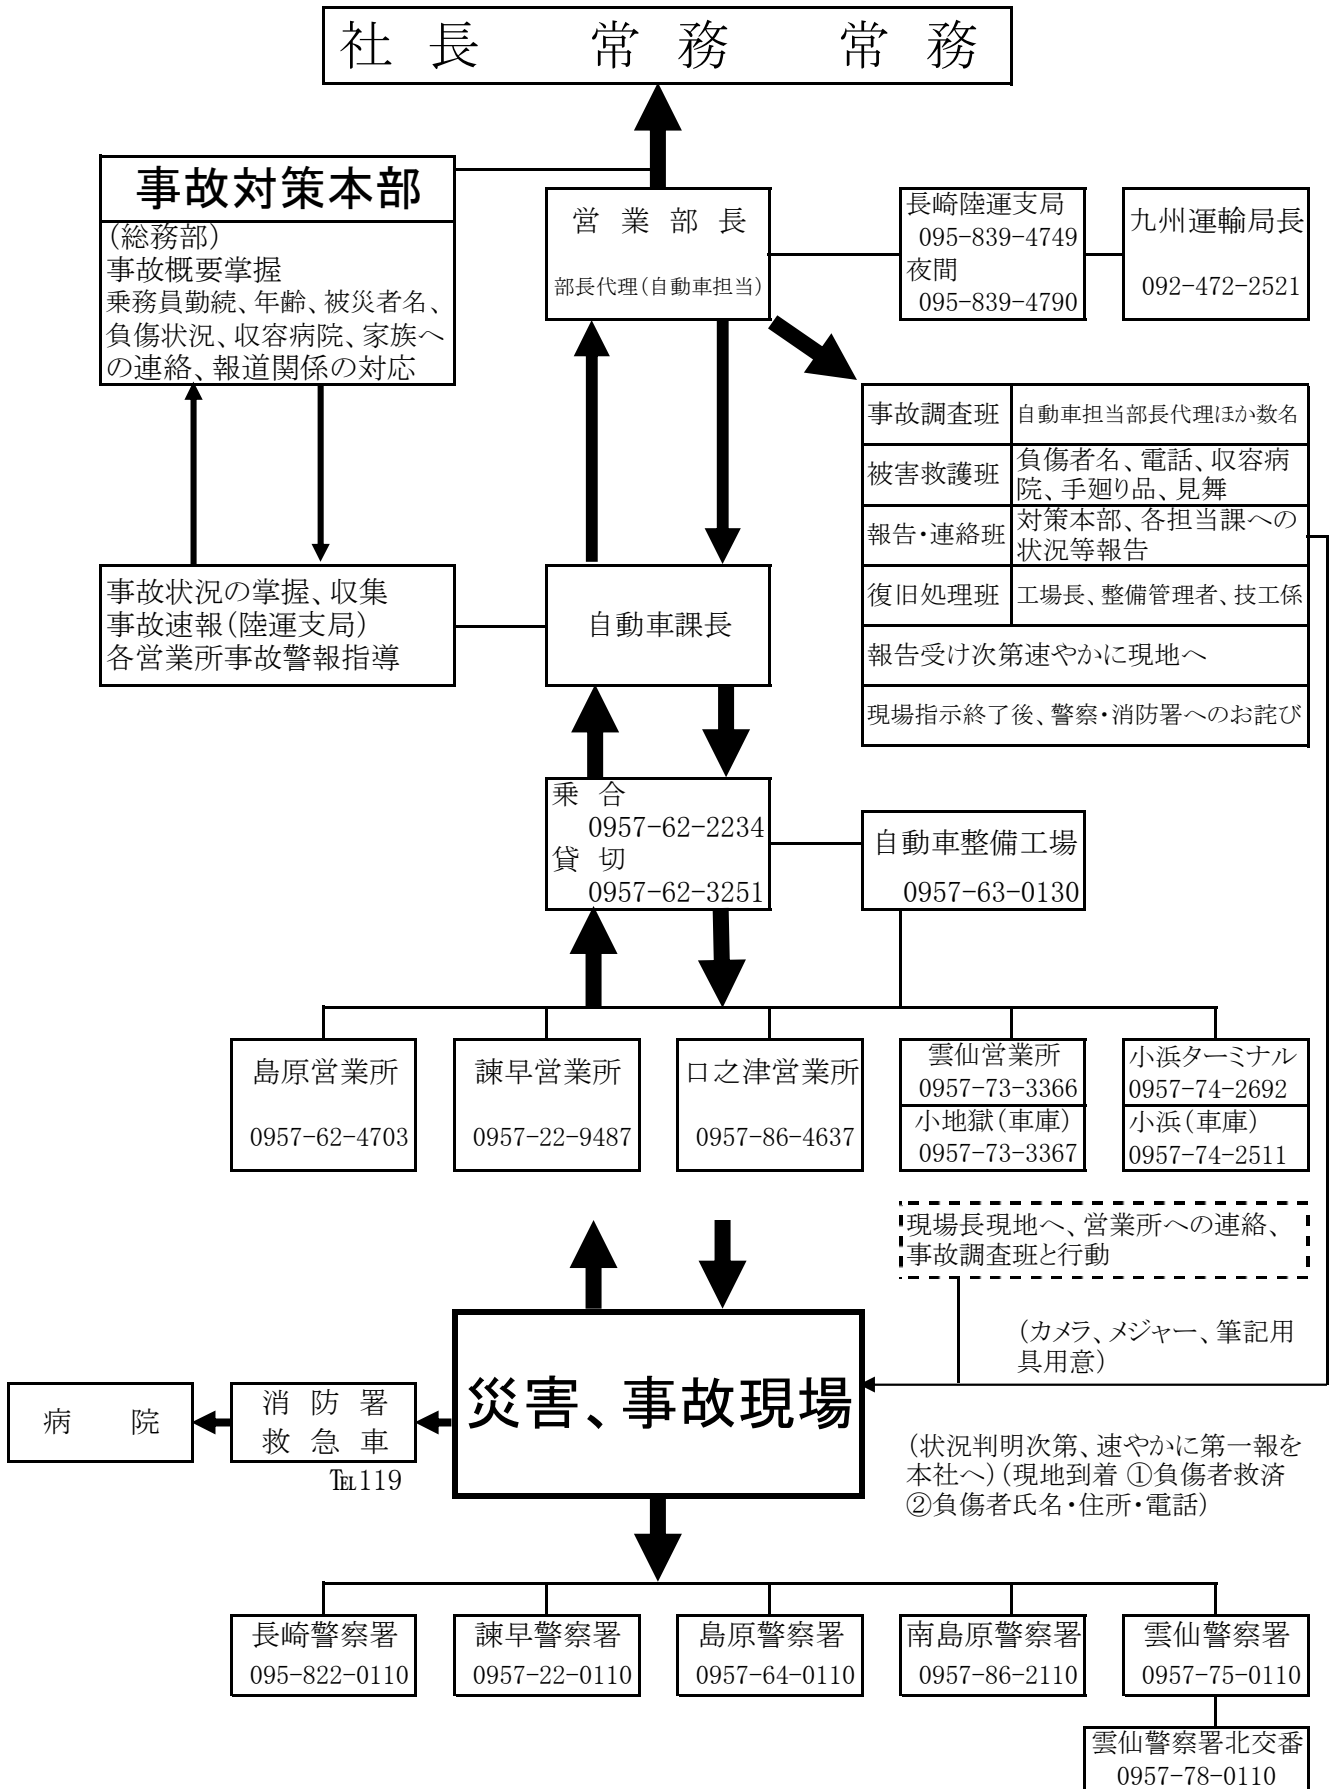 社長　常務　常務
事故対策本部
(総務部)
事故概要掌握
乗務員勤続、年齢、被災者名、
負傷状況、収容病院、家族へ
の連絡、報道関係の対応
営業部長
部長代理(自動車担当)
長崎陸運支局
095-839-4749
夜間
095-839-4790
九州運輸局長
092-472-2521
事故調査班
自動車担当部長代理ほか数名
被害救護班
負傷者名、電話、収容病
院、手廻り品、見舞
報告・連絡班
対策本部、各担当課への
状況等報告
復旧処理班
工場長、整備管理者、技工係
報告受け次第速やかに現地へ
現場指示終了後、警察・消防署へのお詫び
事故状況の掌握、収集
事故速報(陸運支局)
各営業所事故警報指導
自動車課長
乗合
0957-62-2234
貸切
0957-62-3251
自動車整備工場
0957-63-0130
島原営業所
0957-62-4703
諫早営業所
0957-22-9487
口之津営業所
0957-86-4637
雲仙営業所
0957-73-3366
小地獄(車庫)
0957-73-3367
小浜ターミナル
0957-74-2692
小浜(車庫)
0957-74-2511
現場長現地へ、営業所への連絡、
事故調査班と行動
(カメラ、メジャー、筆記用
具用意)
災害、事故現場
消防署
救急車
℡119
病院
(状況判明次第、速やかに第一報を
本社へ)(現地到着 ①負傷者救済
②負傷者氏名・住所・電話)
長崎警察署
095-822-0110
諫早警察署
0957-22-0110
島原警察署
0957-64-0110
南島原警察署
0957-86-2110
雲仙警察署
0957-75-0110
雲仙警察署北交番
0957-78-0110